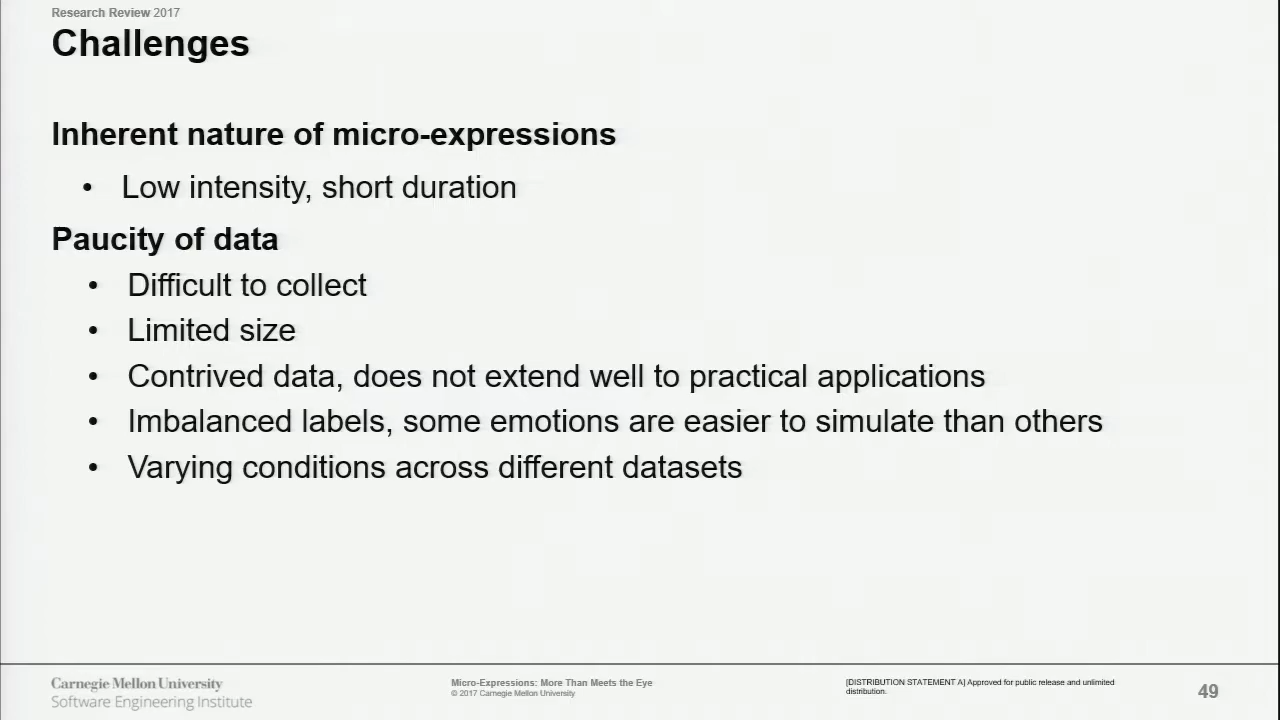 Research Review 2017
Challenges
Inherent nature of micro-expressions
• Low intensity, short duration
Paucity of data
• Difficult to collect
• Limited size
• Contrived data, does not extend well to practical applications
• Imbalanced labels, some emotions are easier to simulate than others
• Varying conditions across different datasets
Carnegie Mellon University
Software Engineering Institute
Micro-Expressions: More Than Meets the Eye
© 2017 Carnegie Mellon University
[DISTRIBUTION STATEMENT A] Approved for public release and unlimited
distribution.
49